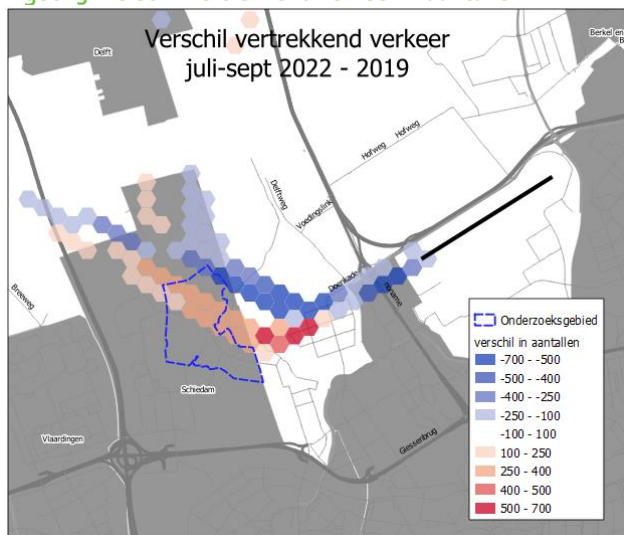 Verschil vertrekkend verkeer
juli-sept 2022 - 2019
Delft
Berkel en
B
Hofweg
Hofweg
Delftweg
Voedingslink
Doenkade
Breeweg
Schiedam
Vlaardingen
Giessenbrug
Onderzoeksgebied
verschil in aantallen
-700 - -500
-500 - -400
-400 - -250
-250 - -100
-100 - 100
100 - 250
250 - 400
400 - 500
500 - 700